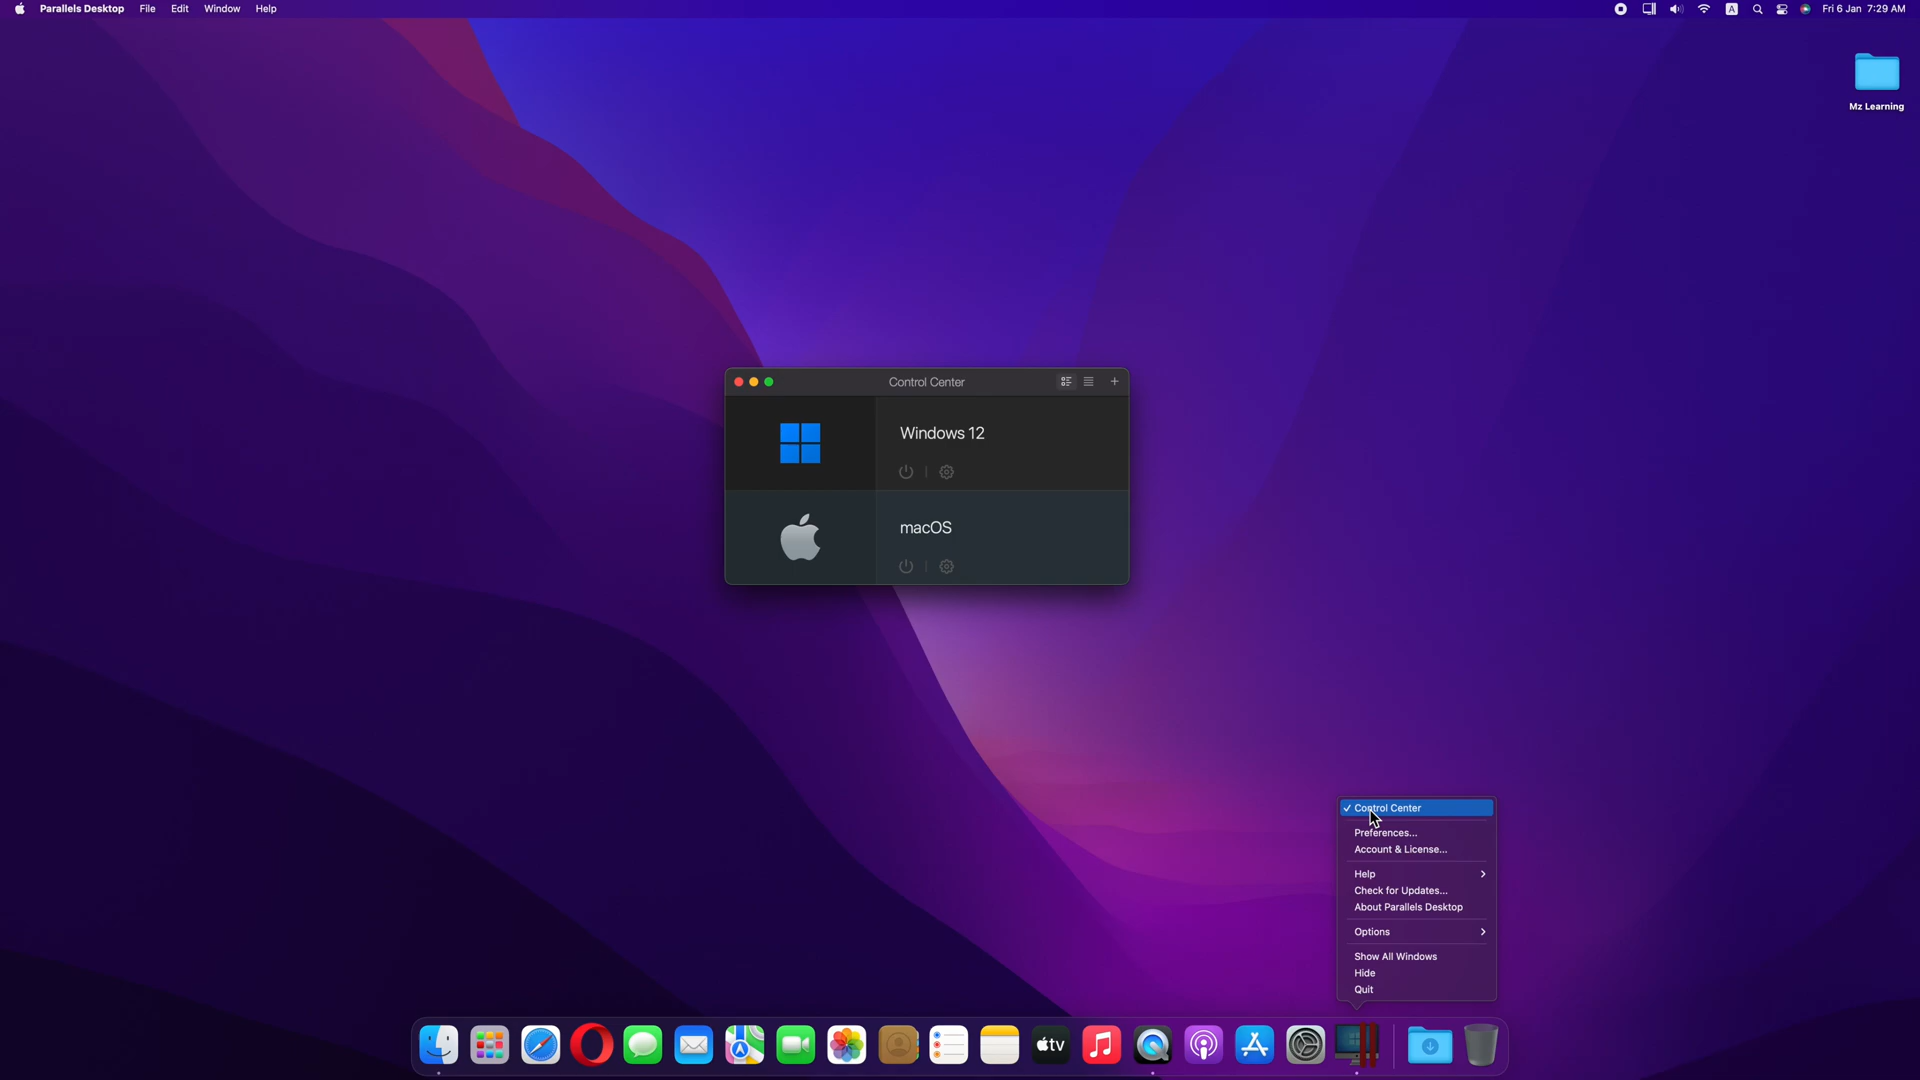 Parallels Desktop File Edit Window Help
A Fri 6 Jan 7:29 AM
Mz Learning
Control Center
Windows 12
macOS
✓ Control Center
Preferences...
Account & License...
Help
Check for Updates...
About Parallels Desktop
Options
Show All Windows
Hide
Quit
tv